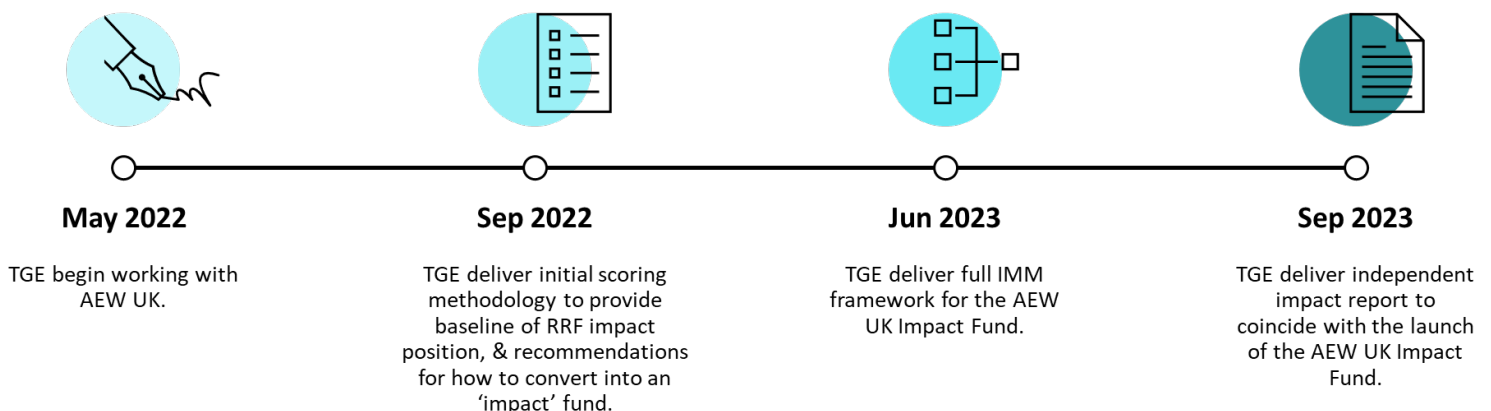 May 2022
TGE begin working with
AEW UK.
Sep 2022
TGE deliver initial scoring
methodology to provide
baseline of RRF impact
position, & recommendations
for how to convert into an
‘impact’ fund.
Jun 2023
TGE deliver full IMM
framework for the AEW
UK Impact Fund.
Sep 2023
TGE deliver independent
impact report to
coincide with the launch
of the AEW UK Impact
Fund.